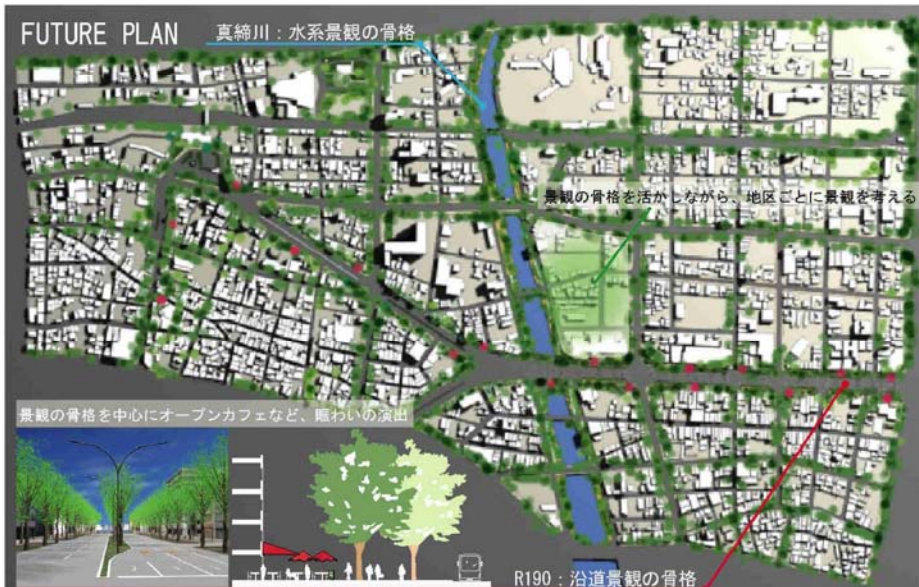 FUTURE PLAN
真締川：水系景観の骨格
景観の骨格を活かしながら、地区ごとに景観を考える
景観の骨格を中心にオープンカフェなど、賑わいの演出
R190：沿道景観の骨格